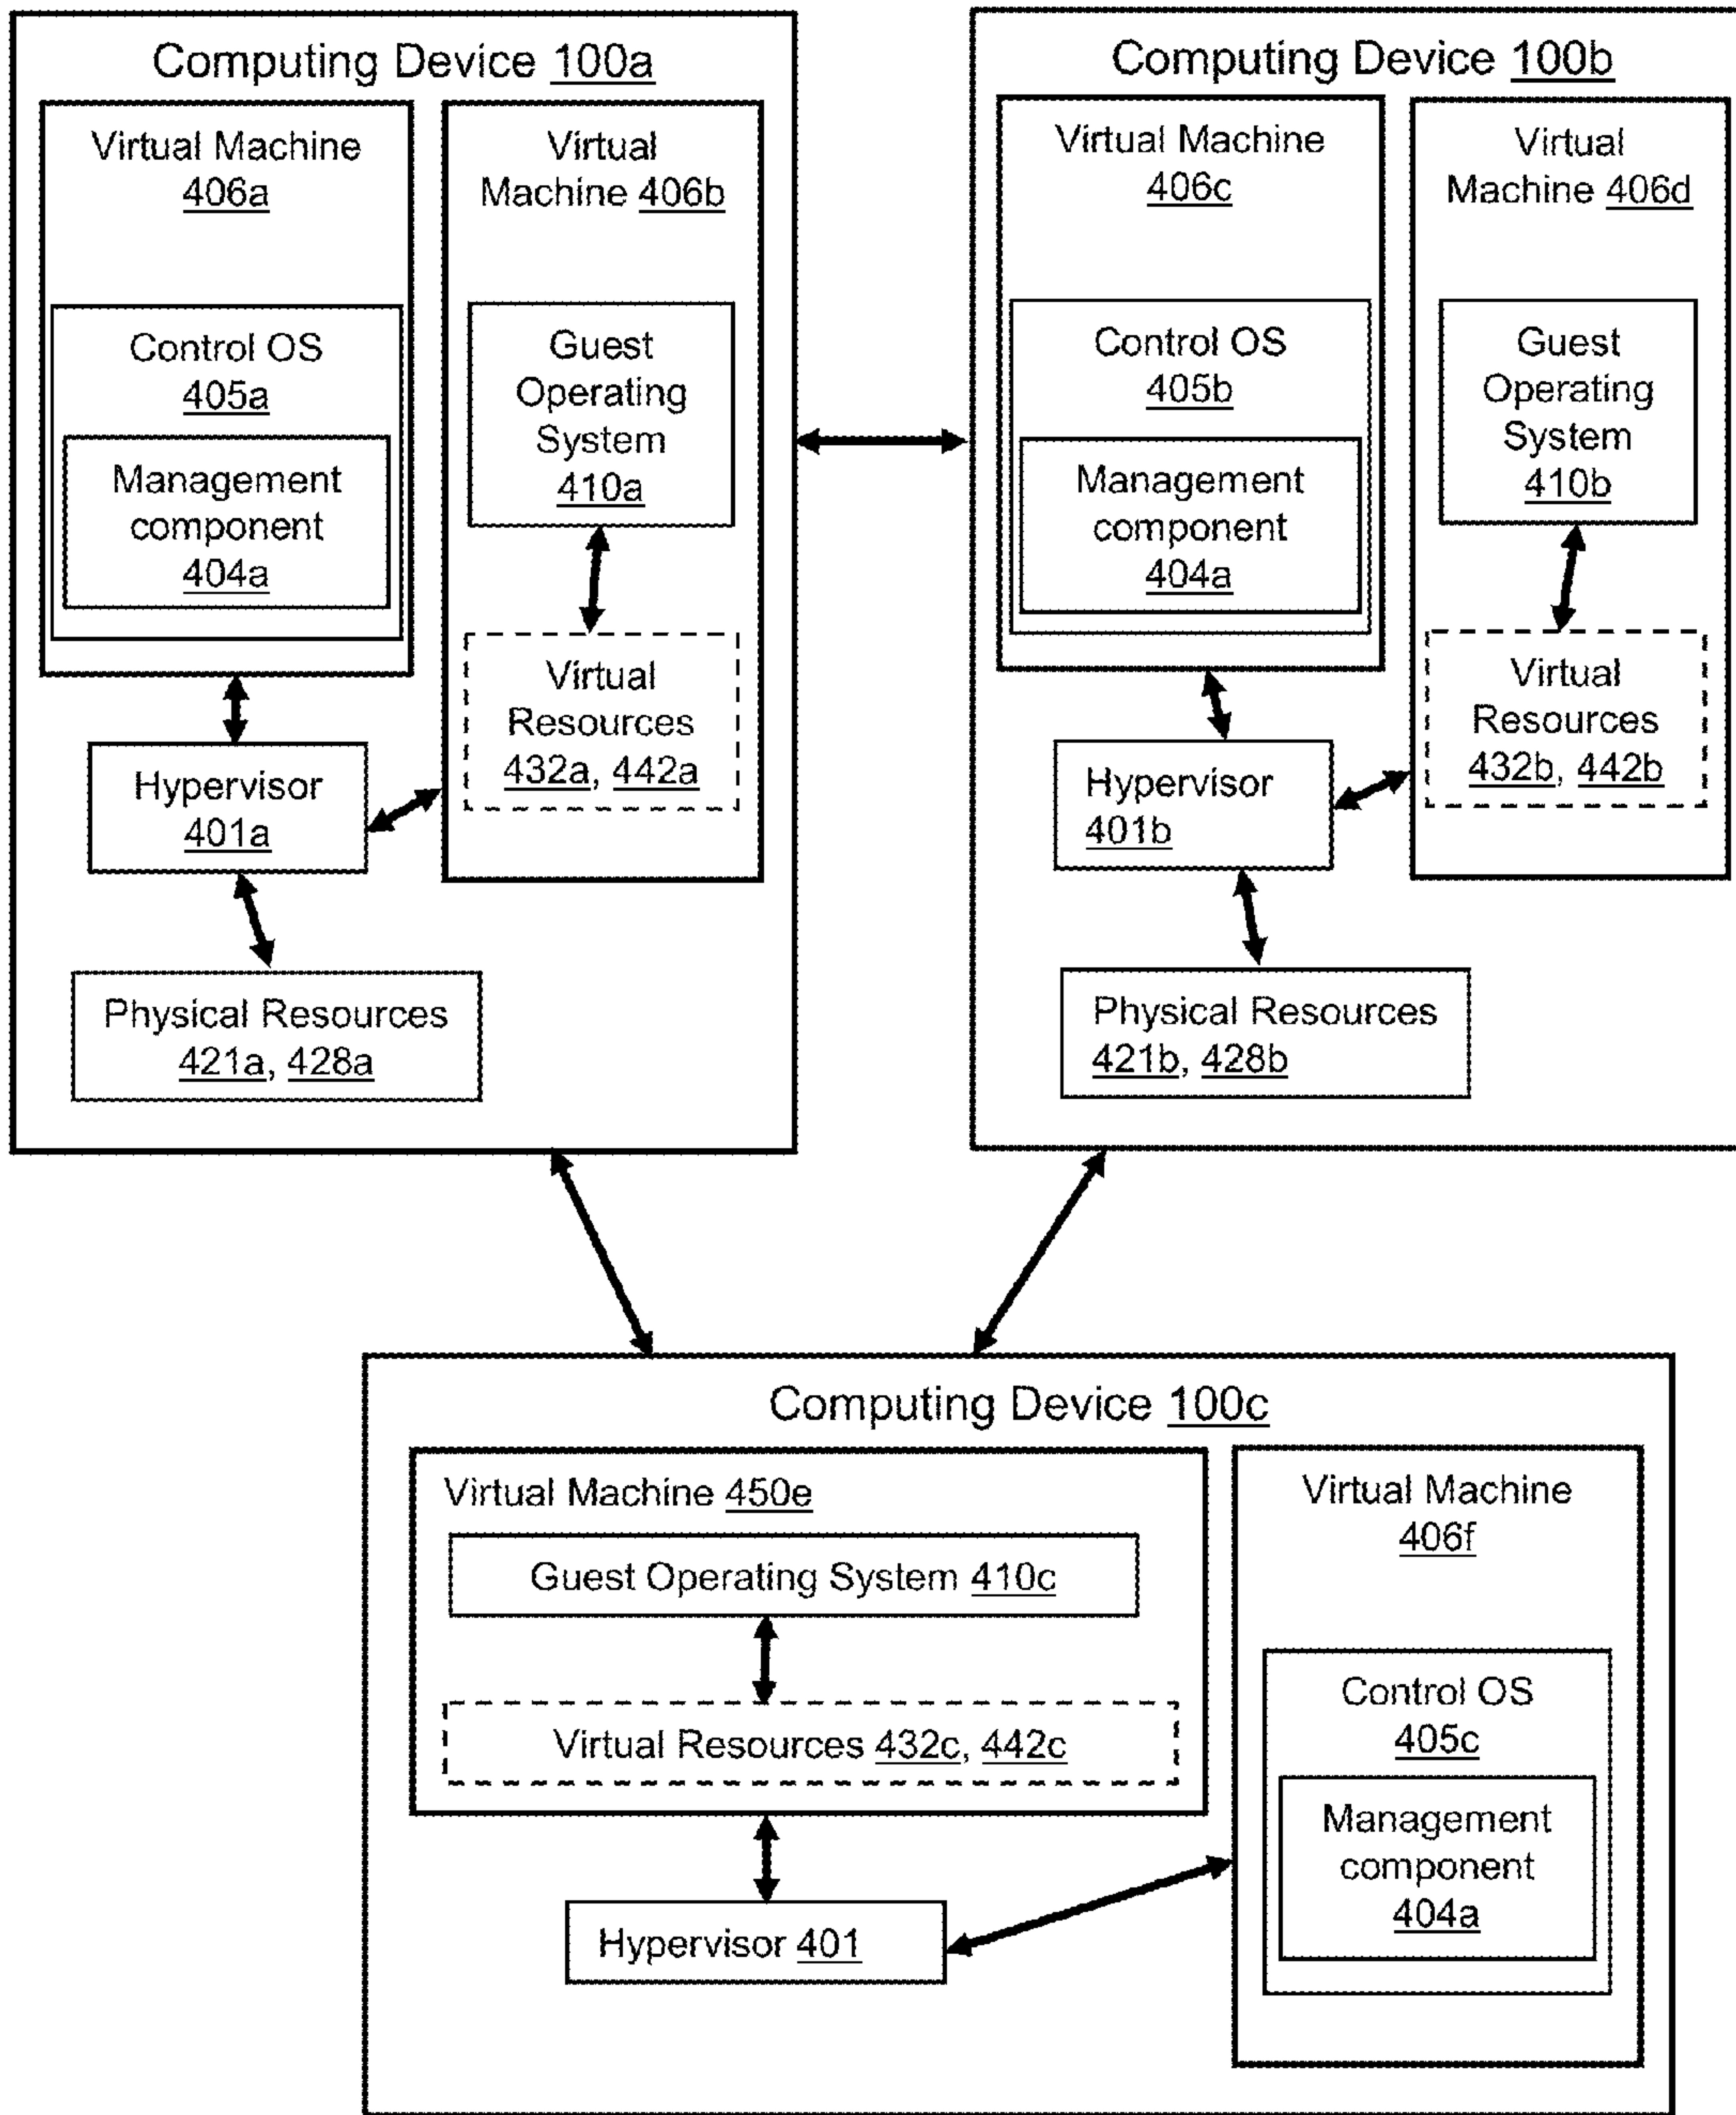 Computing Device 100a
Virtual Machine
406a
Control OS
405a
Management
component
404a
Virtual
Machine 406b
Guest
Operating
System
410a
Virtual
Resources
432a, 442a
Hypervisor
401a
Physical Resources
421a, 428a
Computing Device 100b
Virtual Machine
406c
Control OS
405b
Management
component
404a
Virtual
Machine 406d
Guest
Operating
System
410b
Virtual
Resources
432b, 442b
Hypervisor
401b
Physical Resources
421b, 428b
Computing Device 100c
Virtual Machine 450e
Guest Operating System 410c
Virtual Resources 432c, 442c
Hypervisor 401
Virtual Machine
406f
Control OS
405c
Management
component
404a